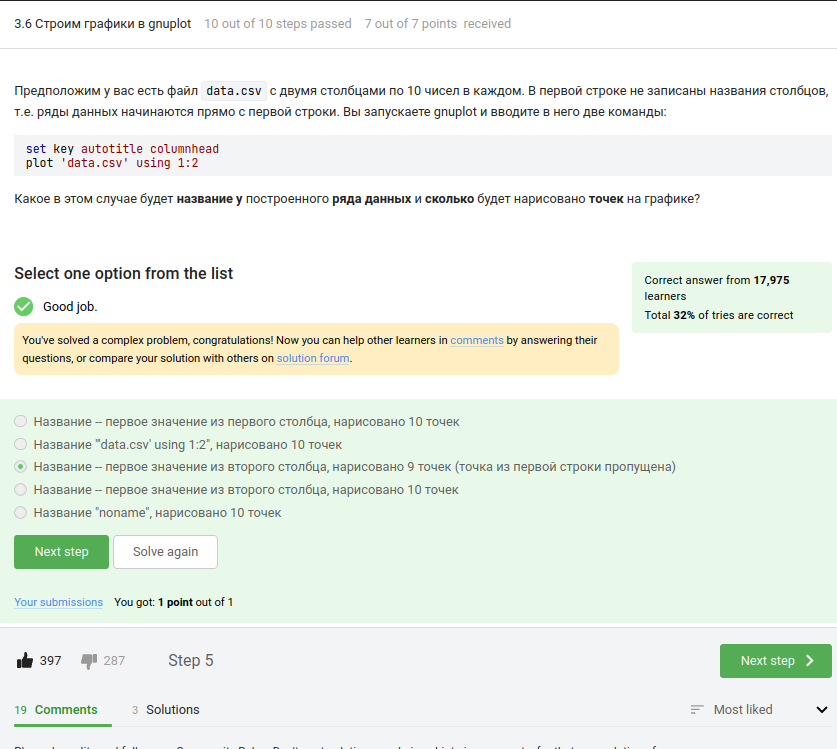 3.6 Строим графики в gnuplot 10 out of 10 steps passed 7 out of 7 points received
Предположим у вас есть файл data.csv с двумя столбцами по 10 чисел в каждом. В первой строке не записаны названия столбцов,
т.е. ряды данных начинаются прямо с первой строки. Вы запускаете gnuplot и вводите в него две команды:
set key autotitle columnhead
plot 'data.csv' using 1:2
Какое в этом случае будет название у построенного ряда данных и сколько будет нарисовано точек на графике?
Select one option from the list
Good job.
You've solved a complex problem, congratulations! Now you can help other learners in comments by answering their
questions, or compare your solution with others on solution forum.
Correct answer from 17,975
learners
Total 32% of tries are correct
Название -- первое значение из первого столбца, нарисовано 10 точек
Название "'data.csv' using 1:2", нарисовано 10 точек
Название -- первое значение из второго столбца, нарисовано 9 точек (точка из первой строки пропущена)
Название -- первое значение из второго столбца, нарисовано 10 точек
Название "noname", нарисовано 10 точек
Next step Solve again
Your submissions You got: 1 point out of 1
397 287 Step 5 Next step
19 Comments 3 Solutions Most liked